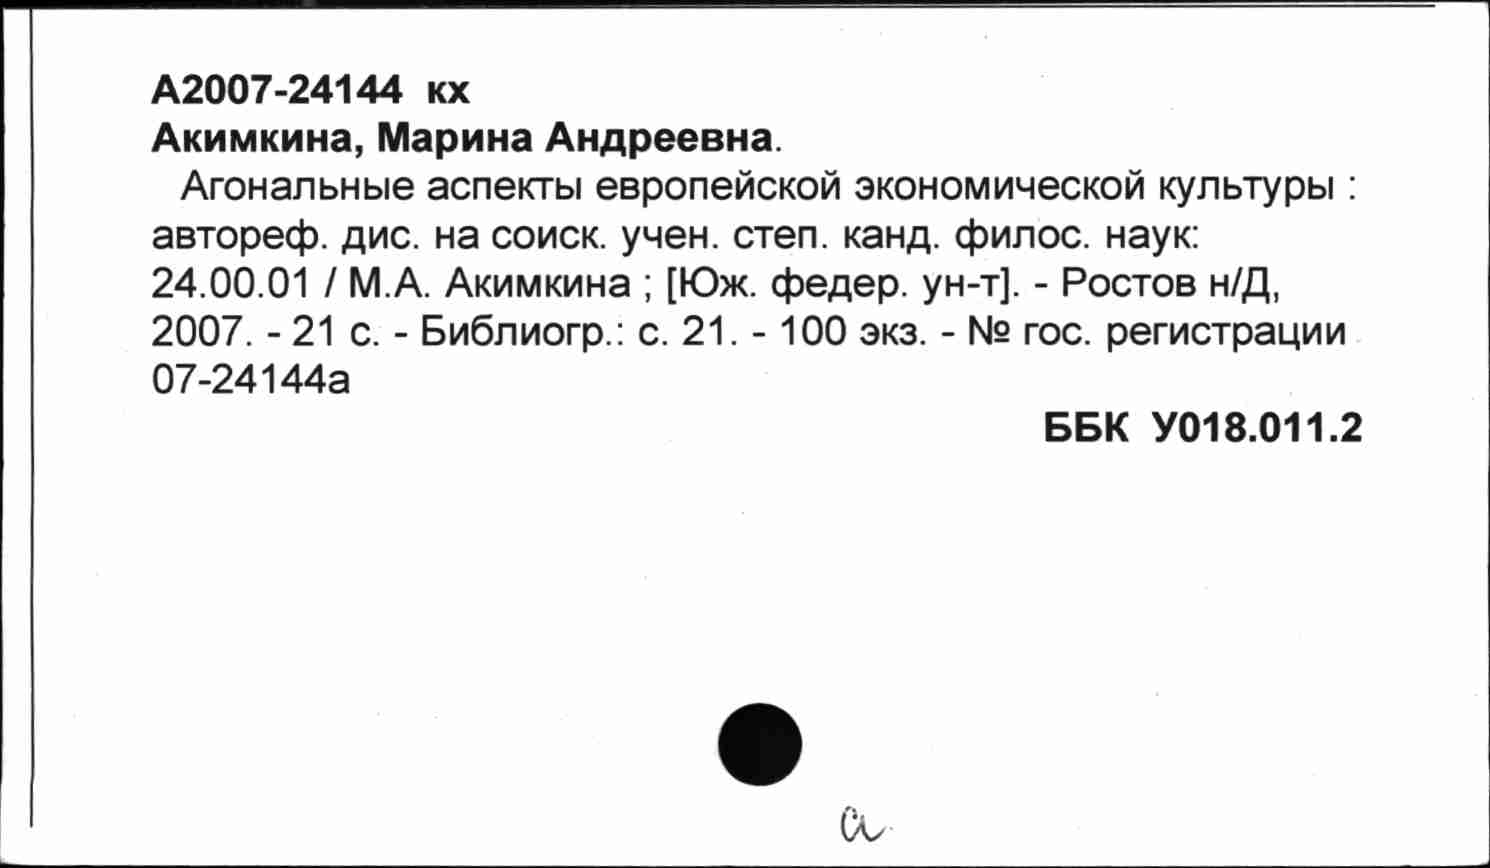 А2007-24144 кх
Акимкина, Марина Андреевна.
Агональные аспекты европейской экономической культуры :
автореф. дис. на соиск. учен. степ. канд. филос. наук:
24.00.01 / М.А. Акимкина ; [Юж. федер. ун-т]. - Ростов н/Д,
2007. - 21 с. - Библиогр.: с. 21. - 100 экз. - № гос. регистрации
07-24144а
ББК У018.011.2
а